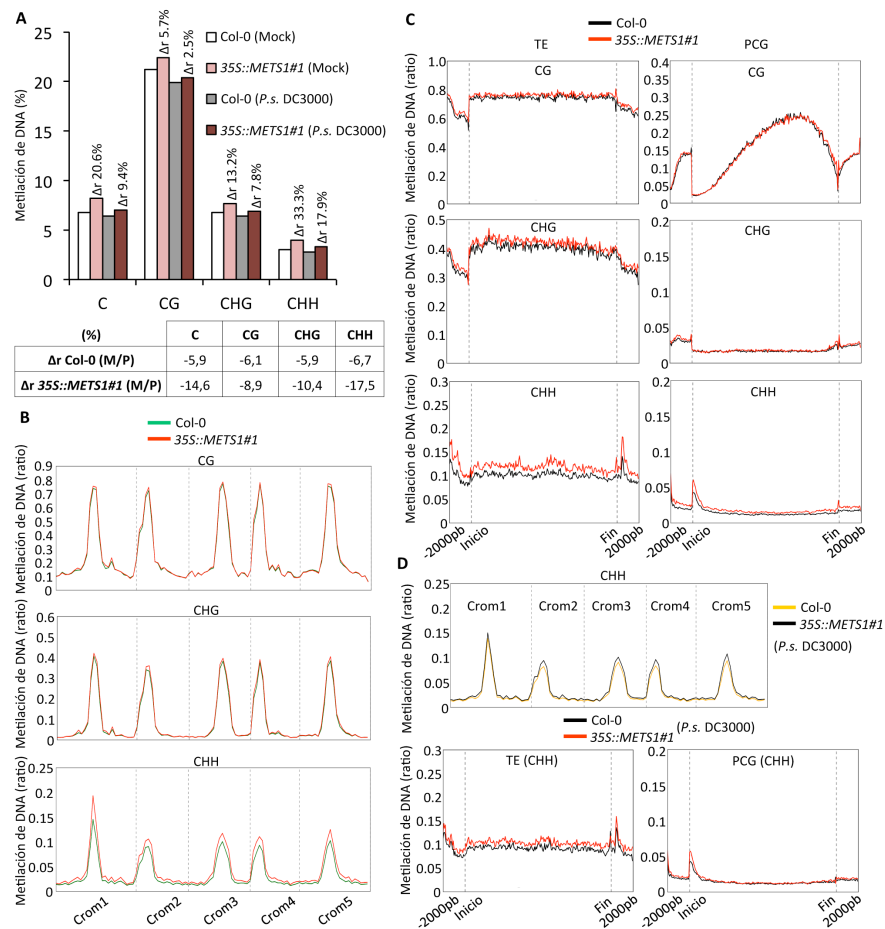 A
Metilación de DNA (%)
25
20
15
10
5
0
Δr 20.6%
Δr 9.4%
Δr 5.7%
Δr 2.5%
Δr 13.2%
Δr 7.8%
Δr 33.3%
Δr 17.9%
C CG CHG CHH
Col-0 (Mock)
35S::METS1#1 (Mock)
Col-0 (P.s. DC3000)
35S::METS1#1 (P.s. DC3000)
(%) C CG CHG CHH
Δr Col-0 (M/P) -5,9 -6,1 -5,9 -6,7
Δr 35S::METS1#1 (M/P) -14,6 -8,9 -10,4 -17,5
B
Col-0
35S::METS1#1
CG
Metilación de DNA (ratio)
0.9
0.8
0.7
0.6
0.5
0.4
0.3
0.2
0.1
0
CHG
Metilación de DNA (ratio)
0.6
0.4
0.3
0.2
0.1
0
CHH
Metilación de DNA (ratio)
0.25
0.2
0.15
0.1
0.05
0
Crom1 Crom2 Crom3 Crom4 Crom5
C
Col-0
35S::METS1#1
TE PCG
CG
Metilación de DNA (ratio)
1.0
0.8
0.6
0.4
0.2
0
CG
0.4
0.35
0.3
0.25
0.2
0.15
0.1
0.05
0
CHG
Metilación de DNA (ratio)
0.5
0.4
0.3
0.2
0.1
0
CHG
0.2
0.15
0.1
0.05
0
CHH
Metilación de DNA (ratio)
0.3
0.25
0.2
0.15
0.1
0.05
0
-2000pb Inicio Fin 2000pb
CHH
0.2
0.15
0.1
0.05
0
-2000pb Inicio Fin 2000pb
D
CHH
Metilación de DNA (ratio)
0.25
0.2
0.15
0.1
0.05
0
Crom1 Crom2 Crom3 Crom4 Crom5
Col-0
35S::METS1#1
(P.s. DC3000)
Col-0
35S::METS1#1
(P.s. DC3000)
TE (CHH)
Metilación de DNA (ratio)
0.3
0.25
0.2
0.15
0.1
0.05
0
-2000pb Inicio Fin 2000pb
PCG (CHH)
0.2
0.15
0.1
0.05
0
-2000pb Inicio Fin 2000pb